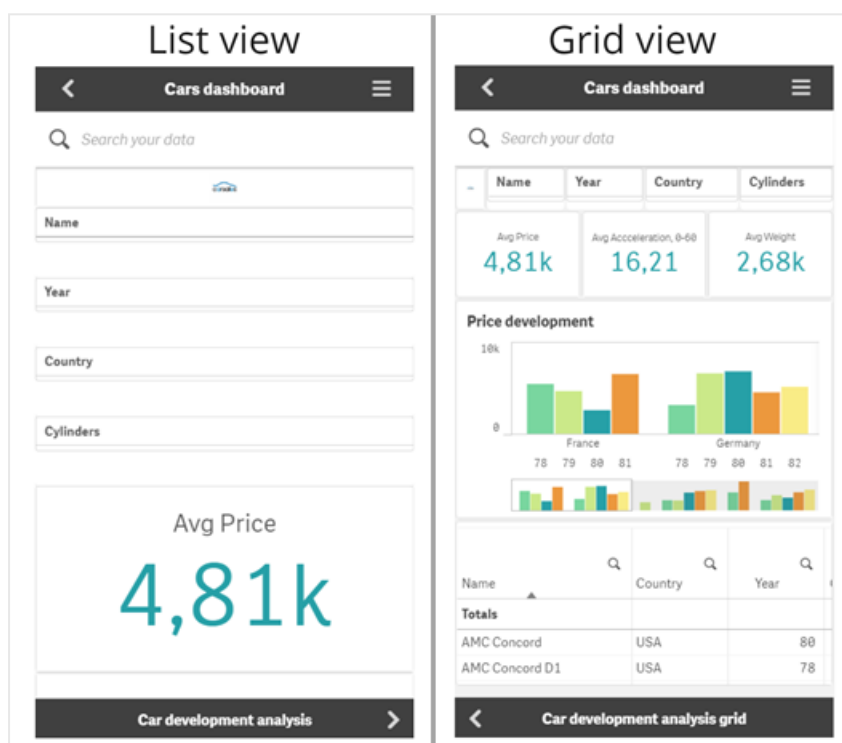 List view
Cars dashboard
Search your data
Name
Year
Country
Cylinders
Avg Price
4,81k
Car development analysis
Grid view
Cars dashboard
Search your data
Name Year Country Cylinders
Avg Price Avg Accceleration, 0-60 Avg Weight
4,81k 16,21 2,68k
Price development
10k
0
France Germany
78 79 80 81 78 79 80 81 82
Name Country Year
Totals
AMC Concord USA 80
AMC Concord D1 USA 78
Car development analysis grid